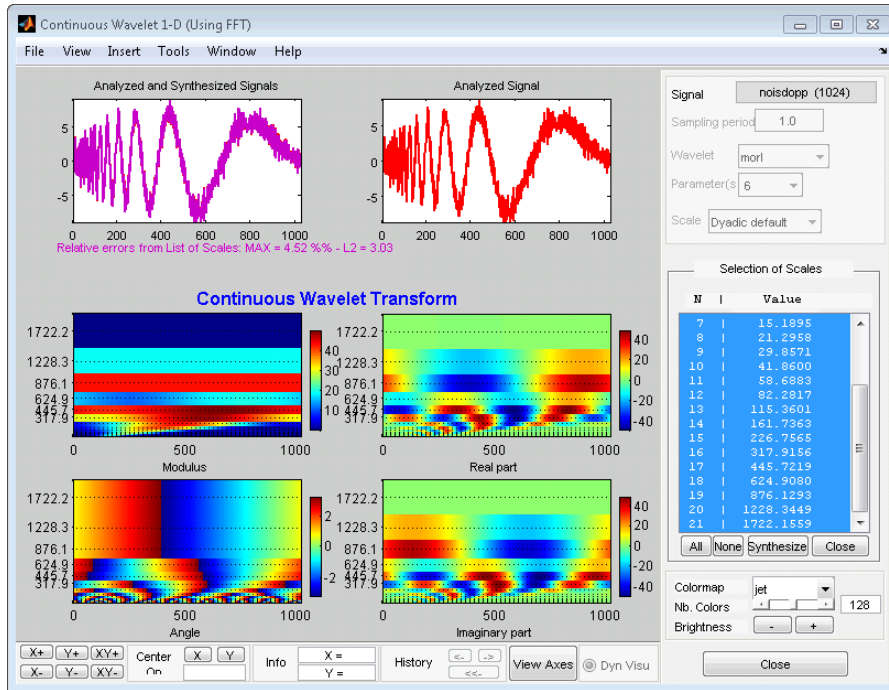 Continuous Wavelet 1-D (Using FFT)
File View Insert Tools Window Help
Analyzed and Synthesized Signals
5
0
-5
0 200 400 600 800 1000
Relative errors from List of Scales: MAX = 4.52 %% - L2 = 3.03
Analyzed Signal
5
0
-5
0 200 400 600 800 1000
Continuous Wavelet Transform
1722.2
1228.3
876.1
624.9
445.7
317.9
0 500 1000
Modulus
40
30
20
10
0 500 1000
Real part
1722.2
1228.3
876.1
624.9
445.7
317.9
40
20
0
-20
-40
1722.2
1228.3
876.1
445.7
317.9
0 500 1000
Angle
2
0
-2
1722.2
1228.3
876.1
624.9
445.7
317.9
0 500 1000
Imaginary part
40
20
0
-20
-40
Signal noisdopp (1024)
Sampling period 1.0
Wavelet morl
Parameter(s 6
Scale Dyadic default
Selection of Scales
N | Value
7 | 15.1895
8 | 21.2958
9 | 29.8571
10 | 41.8600
11 | 58.6883
12 | 82.2817
13 | 115.3601
14 | 161.7363
15 | 226.7565
16 | 317.9156
17 | 445.7219
18 | 624.9080
19 | 876.1293
20 | 1228.3449
21 | 1722.1559
All None Synthesize Close
Colormap jet
Nb. Colors 128
Brightness - +
Close
X+ Y+ XY+
X- Y- XY-
Center X Y
On
Info X =
Y =
History <- ->
<<-
View Axes
Dyn Visu